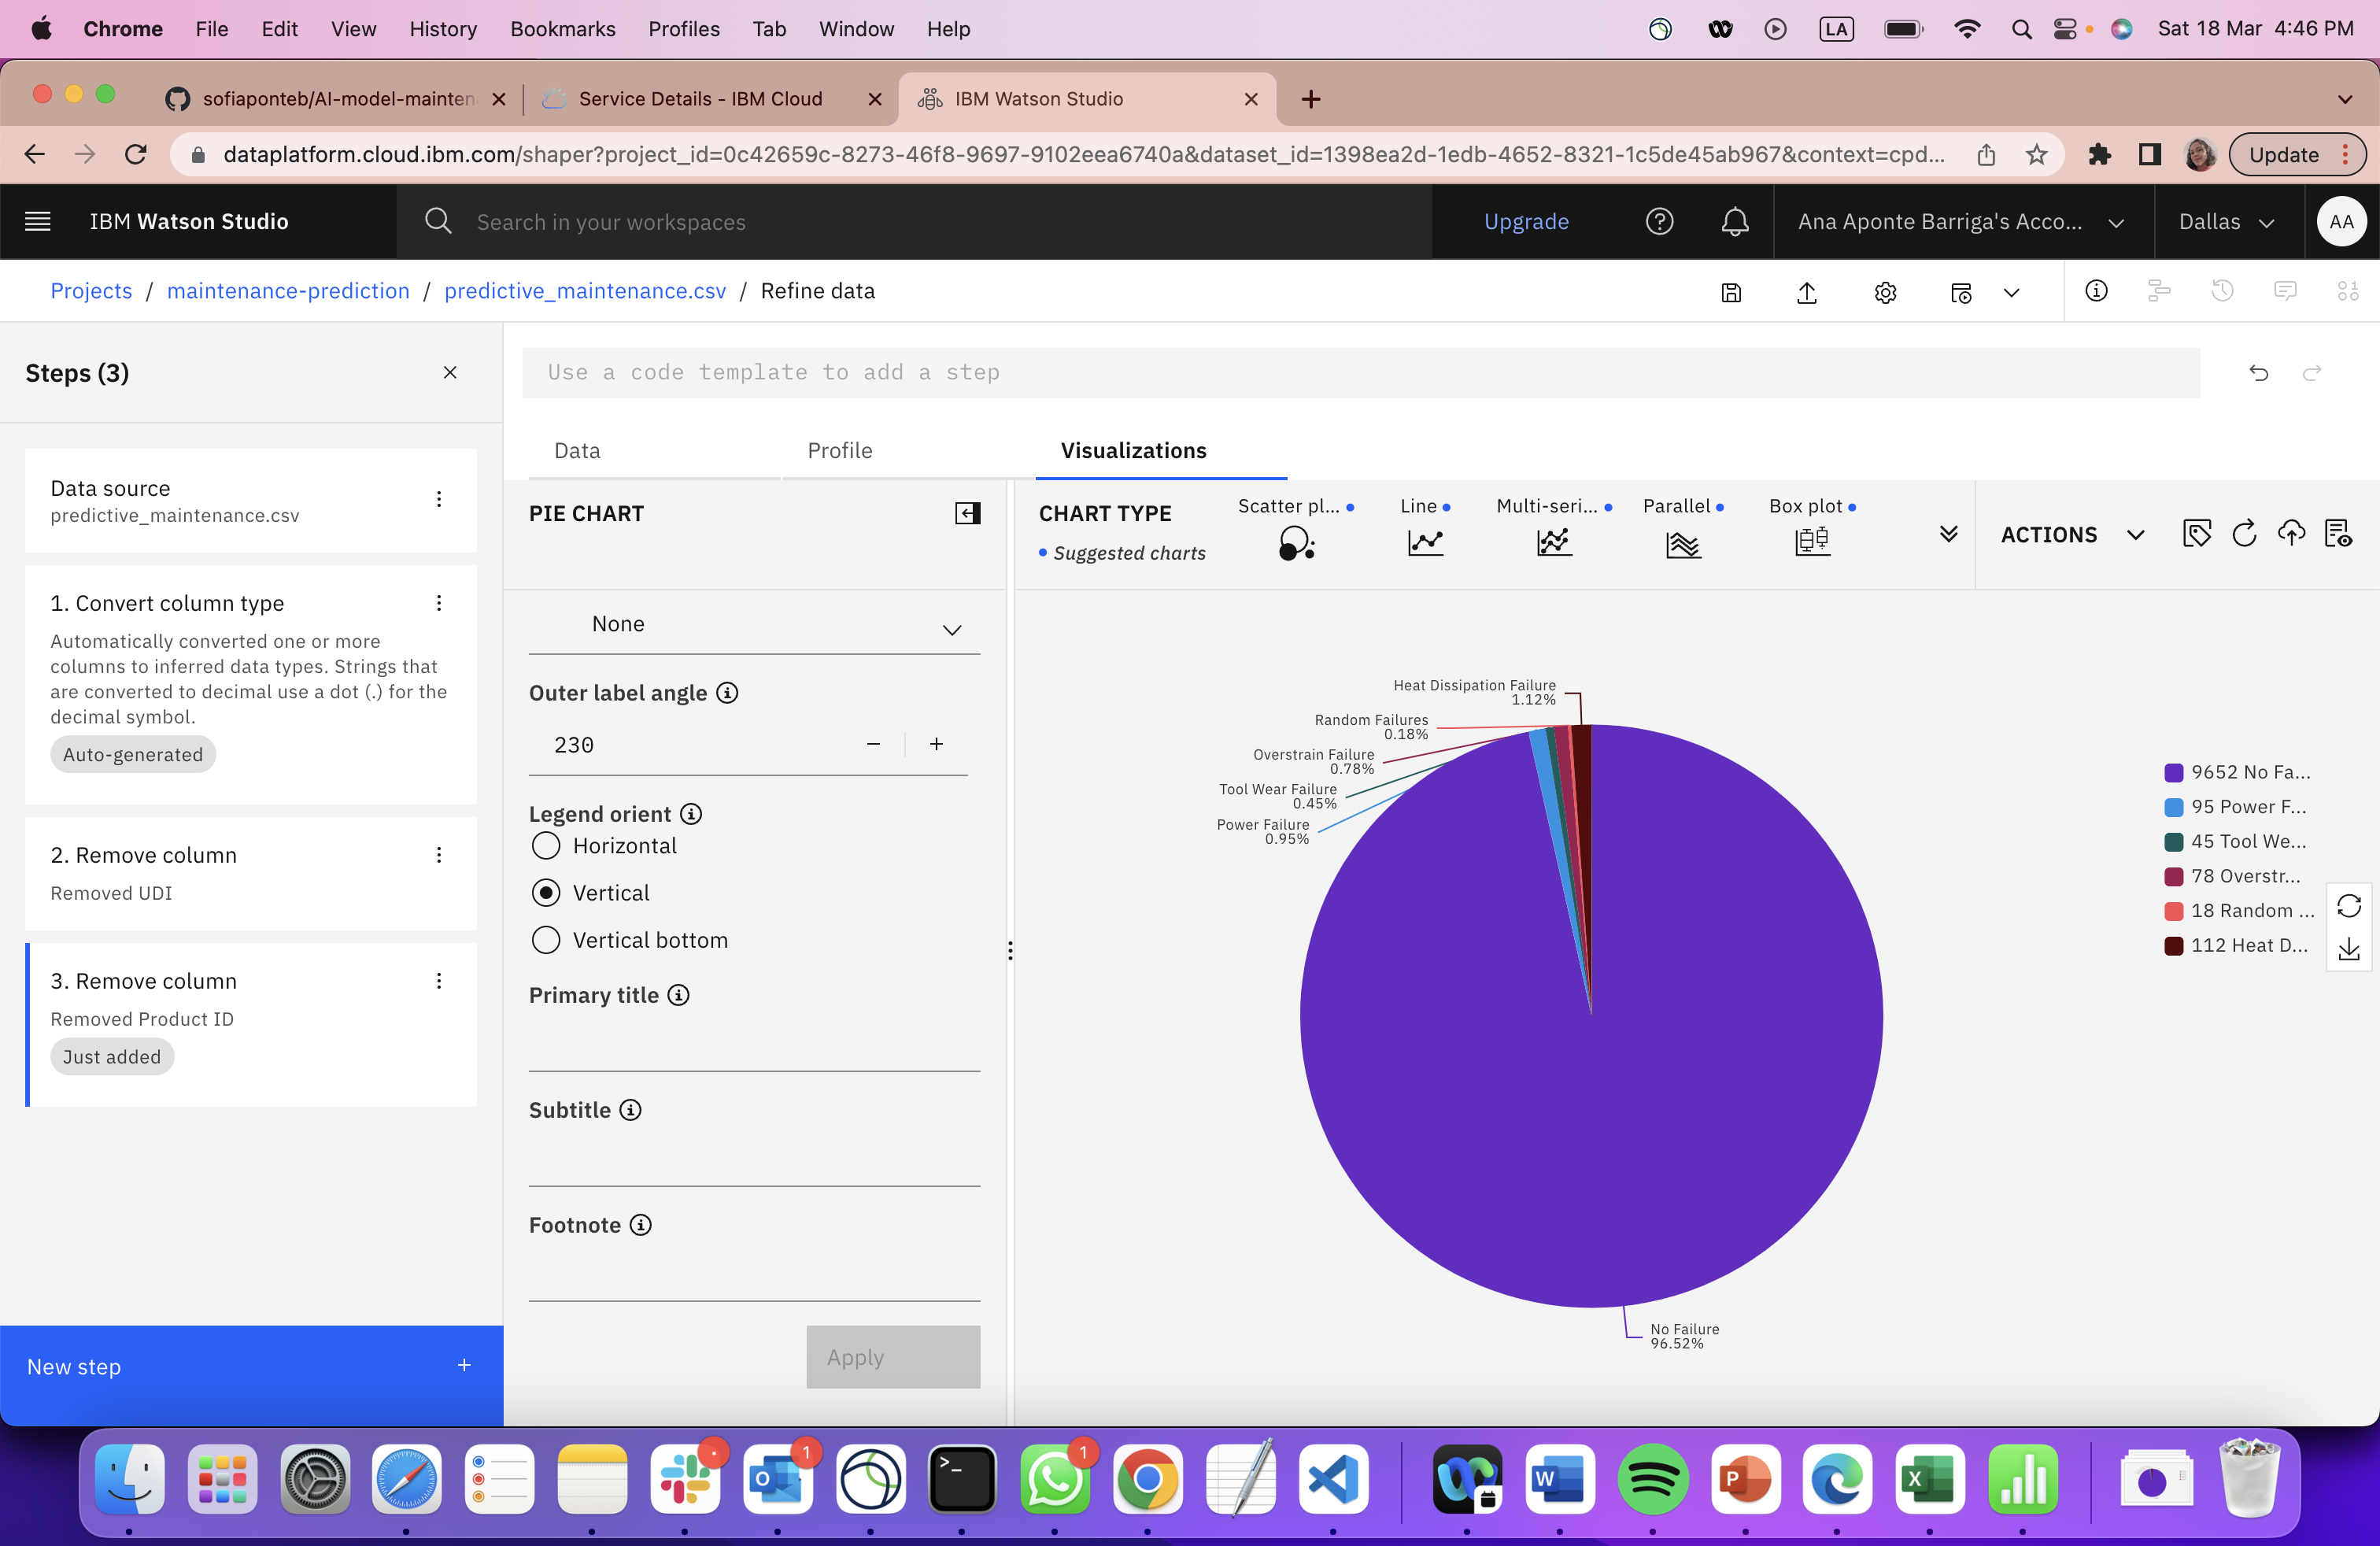 Chrome File Edit View History Bookmarks Profiles Tab Window Help LA Sat 18 Mar 4:46 PM
sofiaponteb/AI-model-mainten Service Details - IBM Cloud IBM Watson Studio
dataplatform.cloud.ibm.com/shaper?project_id=0c42659c-8273-46f8-9697-9102eea6740a&dataset_id=1398ea2d-1edb-4652-8321-1c5de45ab967&context=cpd... Update
IBM Watson Studio Search in your workspaces Upgrade Ana Aponte Barriga's Acco... Dallas AA
Projects / maintenance-prediction / predictive_maintenance.csv / Refine data
Steps (3)
Use a code template to add a step
Data source
predictive_maintenance.csv
1. Convert column type
Automatically converted one or more
columns to inferred data types. Strings that
are converted to decimal use a dot (.) for the
decimal symbol.
Auto-generated
2. Remove column
Removed UDI
3. Remove column
Removed Product ID
Just added
New step +
Data Profile Visualizations
PIE CHART
None
Outer label angle
230
Legend orient
Horizontal
Vertical
Vertical bottom
Primary title
Subtitle
Footnote
Apply
CHART TYPE
Suggested charts
Scatter pl... Line Multi-seri... Parallel Box plot
ACTIONS
Heat Dissipation Failure
1.12%
Random Failures
0.18%
Overstrain Failure
0.78%
Tool Wear Failure
0.45%
Power Failure
0.95%
No Failure
96.52%
9652 No Fa...
95 Power F...
45 Tool We...
78 Overstr...
18 Random ...
112 Heat D...
1
1